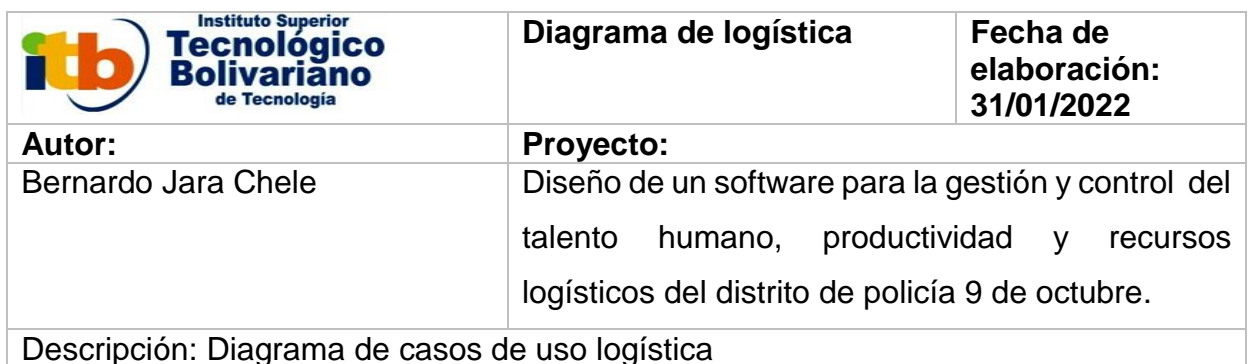 itb
Instituto Superior
Tecnológico
Bolivariano
de Tecnología
Diagrama de logística
Fecha de
elaboración:
31/01/2022
Autor:
Proyecto:
Bernardo Jara Chele
Diseño de un software para la gestión y control del
talento humano, productividad y recursos
logísticos del distrito de policía 9 de octubre.
Descripción: Diagrama de casos de uso logística